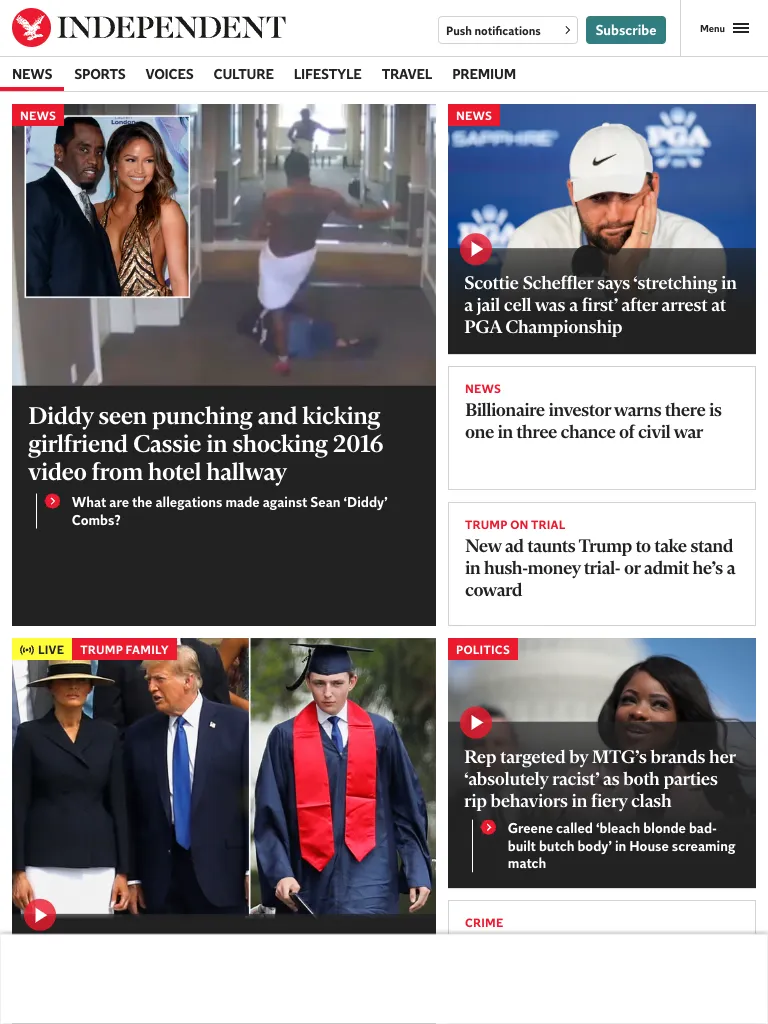 INDEPENDENT
Push notifications
Subscribe
Menu
NEWS SPORTS VOICES CULTURE LIFESTYLE TRAVEL PREMIUM
NEWS
London
Diddy seen punching and kicking
girlfriend Cassie in shocking 2016
video from hotel hallway
What are the allegations made against Sean ‘Diddy’
Combs?
NEWS
SAPPHIRE
PGA
Scottie Scheffler says ‘stretching in
a jail cell was a first’ after arrest at
PGA Championship
NEWS
Billionaire investor warns there is
one in three chance of civil war
TRUMP ON TRIAL
New ad taunts Trump to take stand
in hush-money trial- or admit he’s a
coward
LIVE TRUMP FAMILY
POLITICS
Rep targeted by MTG’s brands her
‘absolutely racist’ as both parties
rip behaviors in fiery clash
Greene called ‘bleach blonde bad-
built butch body’ in House screaming
match
CRIME